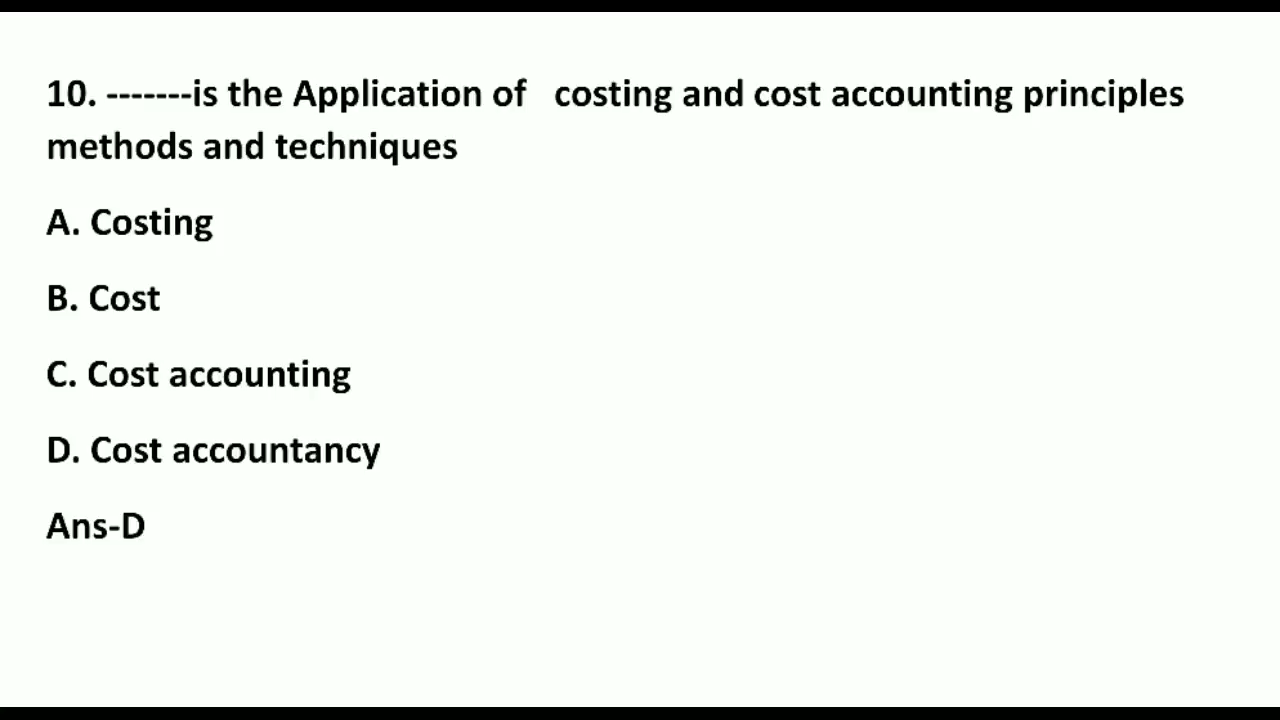 10. -------is the Application of   costing and cost accounting principles
methods and techniques
A. Costing
B. Cost
C. Cost accounting
D. Cost accountancy
Ans-D